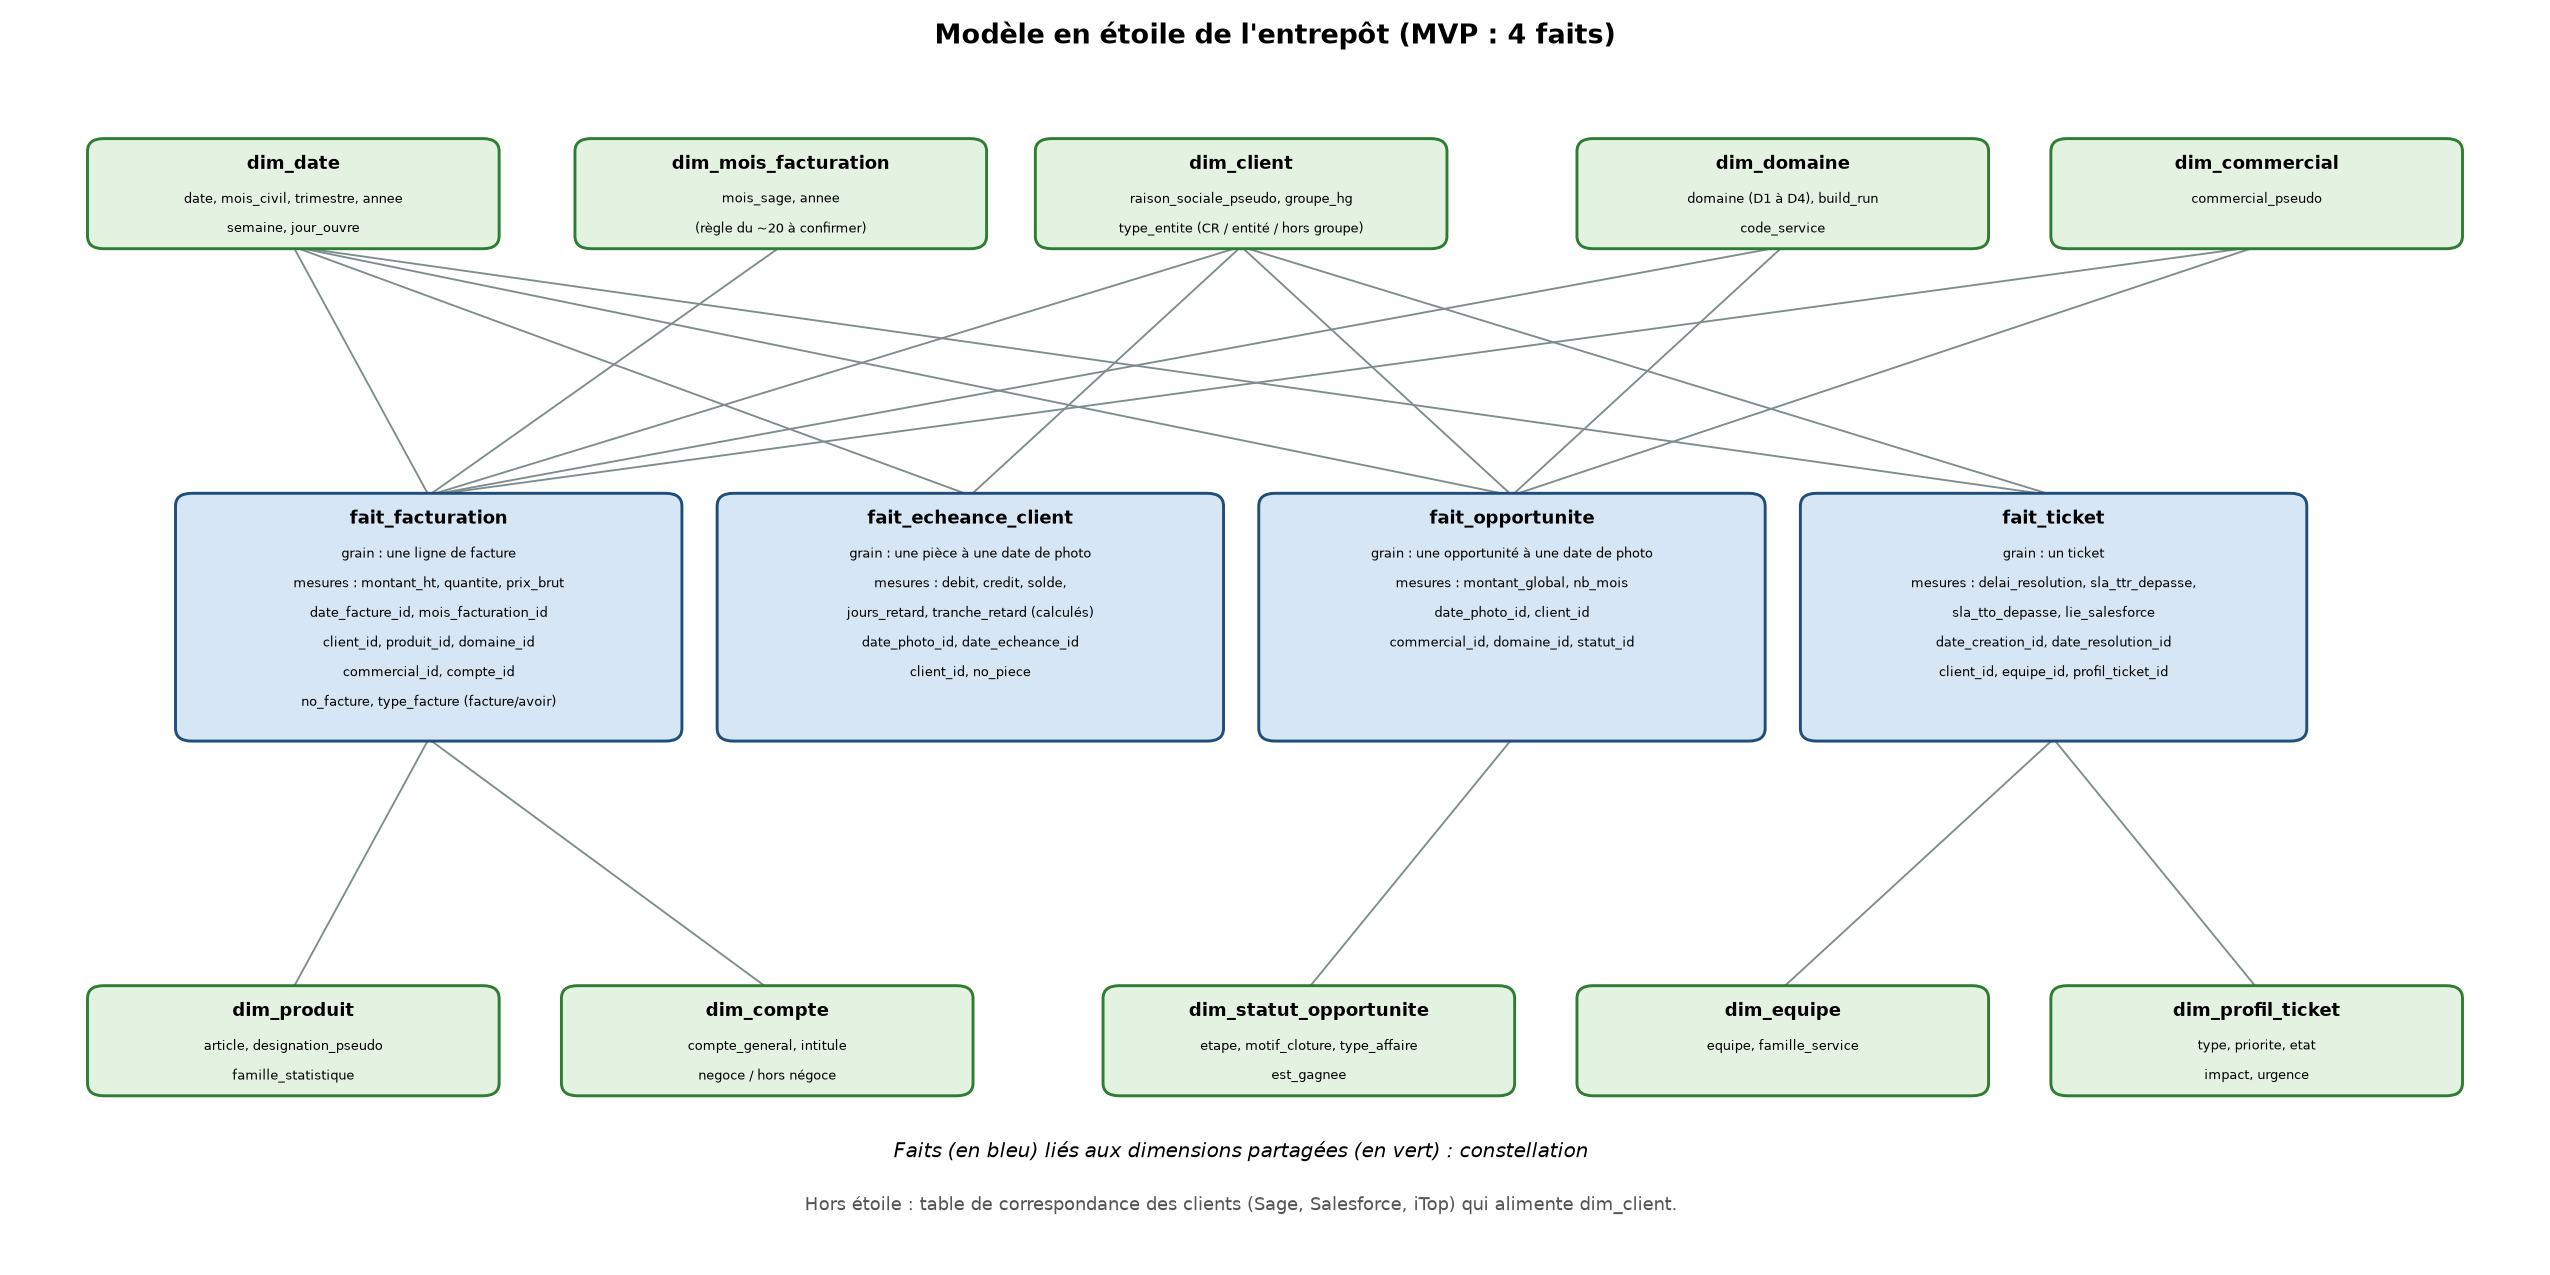 Modèle en étoile de l'entrepôt (MVP : 4 faits)
dim_date
date, mois_civil, trimestre, annee
semaine, jour_ouvre
dim_mois_facturation
mois_sage, annee
(règle du ~20 à confirmer)
dim_client
raison_sociale_pseudo, groupe_hg
type_entite (CR / entité / hors groupe)
dim_domaine
domaine (D1 à D4), build_run
code_service
dim_commercial
commercial_pseudo
fait_facturation
grain : une ligne de facture
mesures : montant_ht, quantite, prix_brut
date_facture_id, mois_facturation_id
client_id, produit_id, domaine_id
commercial_id, compte_id
no_facture, type_facture (facture/avoir)
fait_echeance_client
grain : une pièce à une date de photo
mesures : debit, credit, solde,
jours_retard, tranche_retard (calculés)
date_photo_id, date_echeance_id
client_id, no_piece
fait_opportunite
grain : une opportunité à une date de photo
mesures : montant_global, nb_mois
date_photo_id, client_id
commercial_id, domaine_id, statut_id
fait_ticket
grain : un ticket
mesures : delai_resolution, sla_ttr_depasse,
sla_tto_depasse, lie_salesforce
date_creation_id, date_resolution_id
client_id, equipe_id, profil_ticket_id
dim_produit
article, designation_pseudo
famille_statistique
dim_compte
compte_general, intitule
negoce / hors négoce
dim_statut_opportunite
etape, motif_cloture, type_affaire
est_gagnee
dim_equipe
equipe, famille_service
dim_profil_ticket
type, priorite, etat
impact, urgence
Faits (en bleu) liés aux dimensions partagées (en vert) : constellation
Hors étoile : table de correspondance des clients (Sage, Salesforce, iTop) qui alimente dim_client.